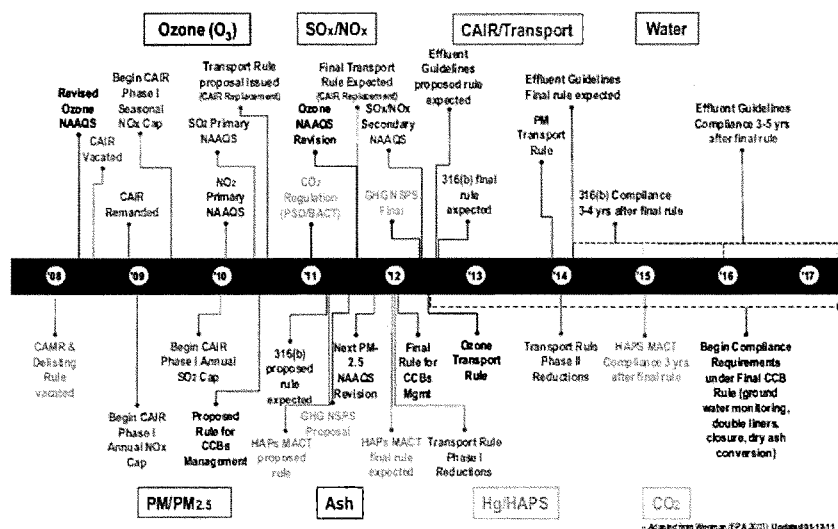 Ozone (O3)
SOx/NOx
CAIR/Transport
Water
Revised
Ozone
NAAQS
CAIR
Vacated
Begin CAIR
Phase I
Seasonal
NOx Cap
CAIR
Remanded
Transport Rule
proposal Issued
(CAIR Replacement)
SO2 Primary
NAAQS
NO2
Primary
NAAQS
Ozone
NAAQS
Revision
CO2
Regulation
(PSD/BACT)
Final Transport
Rule Expected
(CAIR Replacement)
SOx/NOx
Secondary
NAAQS
GHG NSPS
Final
Effluent
Guidelines
proposed rule
expected
316(b) final
rule
expected
PM
Transport
Rule
Effluent Guidelines
Final rule expected
316(b) Compliance
3-4 yrs after final rule
Effluent Guidelines
Compliance 3-5 yrs
after final rule
'08
'09
'10
'11
'12
'13
'14
'15
'16
'17
CAMR &
Delisting
Rule
vacated
Begin CAIR
Phase I
Annual NOx
Cap
Begin CAIR
Phase I Annual
SO2 Cap
Proposed
Rule for
CCBs
Management
316(b)
proposed
rule
expected
HAPs MACT
proposed
rule
GHG NSPS
Proposal
Next PM-
2.5
NAAQS
Revision
HAPs MACT
final rule
expected
Final
Rule for
CCBs
Mgmt
Transport Rule
Phase I
Reductions
Ozone
Transport
Rule
Transport Rule
Phase II
Reductions
HAPS MACT
Compliance 3 yrs
after final rule
Begin Compliance
Requirements
under Final CCB
Rule (ground
water monitoring,
double liners,
closure, dry ash
conversion)
PM/PM2.5
Ash
Hg/HAPS
CO2
Adapted from
Updated